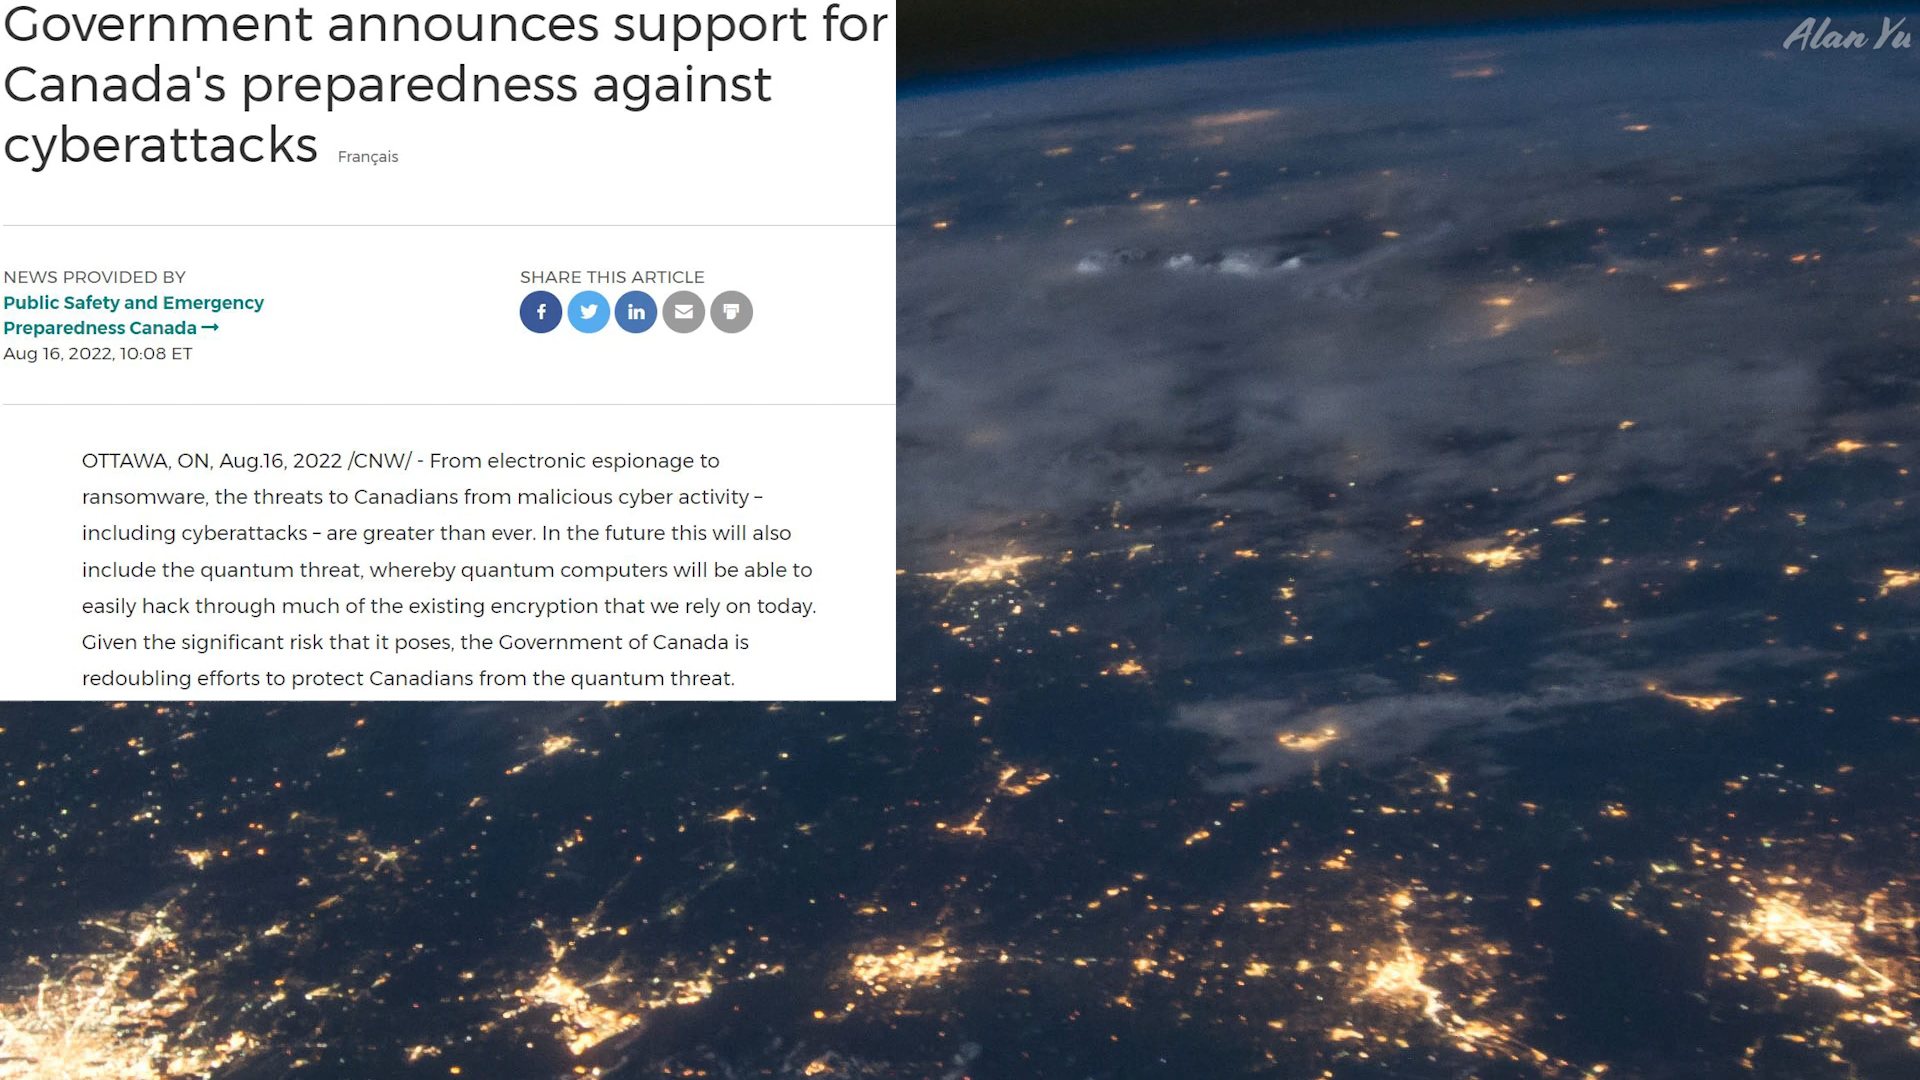 Government announces support for
Canada's preparedness against
cyberattacks Français
NEWS PROVIDED BY
Public Safety and Emergency
Preparedness Canada →
Aug 16, 2022, 10:08 ET
SHARE THIS ARTICLE
OTTAWA, ON, Aug.16, 2022 /CNW/ - From electronic espionage to
ransomware, the threats to Canadians from malicious cyber activity –
including cyberattacks – are greater than ever. In the future this will also
include the quantum threat, whereby quantum computers will be able to
easily hack through much of the existing encryption that we rely on today.
Given the significant risk that it poses, the Government of Canada is
redoubling efforts to protect Canadians from the quantum threat.
Alan Yu